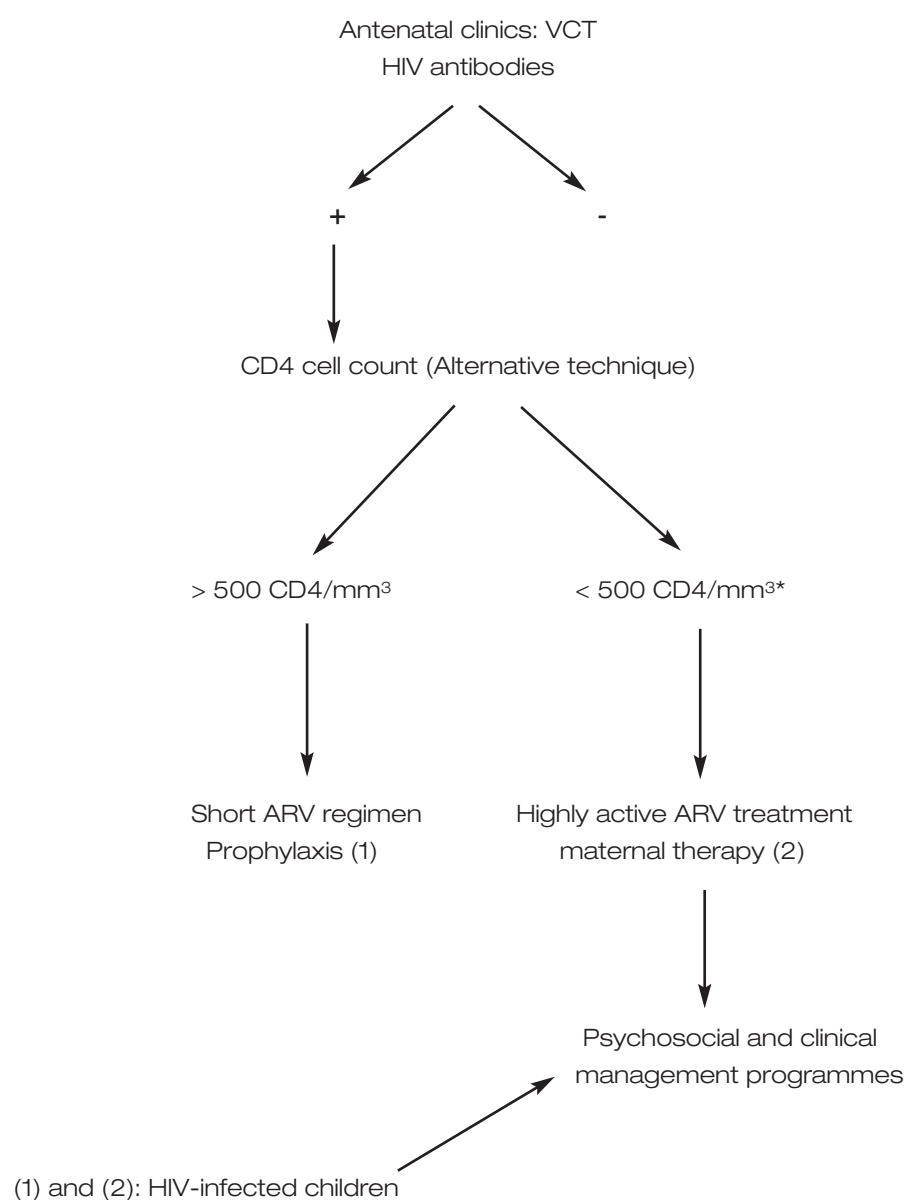 Antenatal clinics: VCT
HIV antibodies
+
-
CD4 cell count (Alternative technique)
> 500 CD4/mm³
< 500 CD4/mm³*
Short ARV regimen
Prophylaxis (1)
Highly active ARV treatment
maternal therapy (2)
Psychosocial and clinical
management programmes
(1) and (2): HIV-infected children